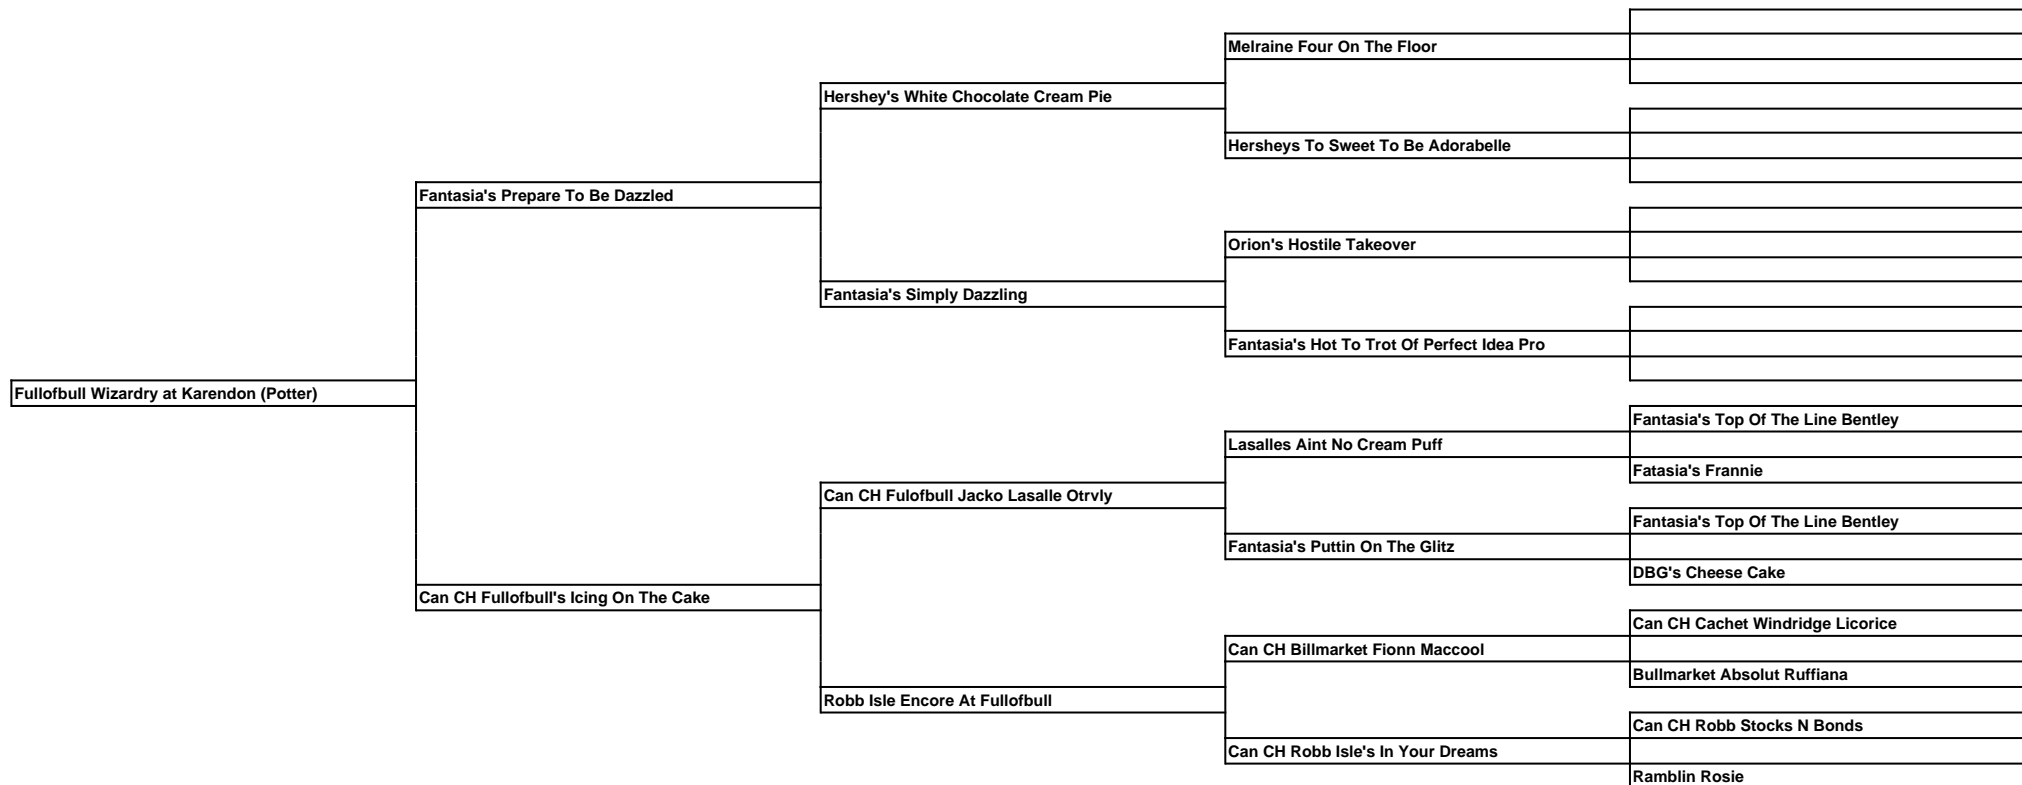 Melraine Four On The Floor
Hershey's White Chocolate Cream Pie
Hersheys To Sweet To Be Adorabelle
Fantasia's Prepare To Be Dazzled
Orion's Hostile Takeover
Fantasia's Simply Dazzling
Fantasia's Hot To Trot Of Perfect Idea Pro
Fullofbull Wizardry at Karendon (Potter)
Fantasia's Top Of The Line Bentley
Lasalles Aint No Cream Puff
Fatasia's Frannie
Can CH Fulofbull Jacko Lasalle Otrvly
Fantasia's Top Of The Line Bentley
Fantasia's Puttin On The Glitz
DBG's Cheese Cake
Can CH Fullofbull's Icing On The Cake
Can CH Cachet Windridge Licorice
Can CH Billmarket Fionn Maccool
Bullmarket Absolut Ruffiana
Robb Isle Encore At Fullofbull
Can CH Robb Stocks N Bonds
Can CH Robb Isle's In Your Dreams
Ramblin Rosie